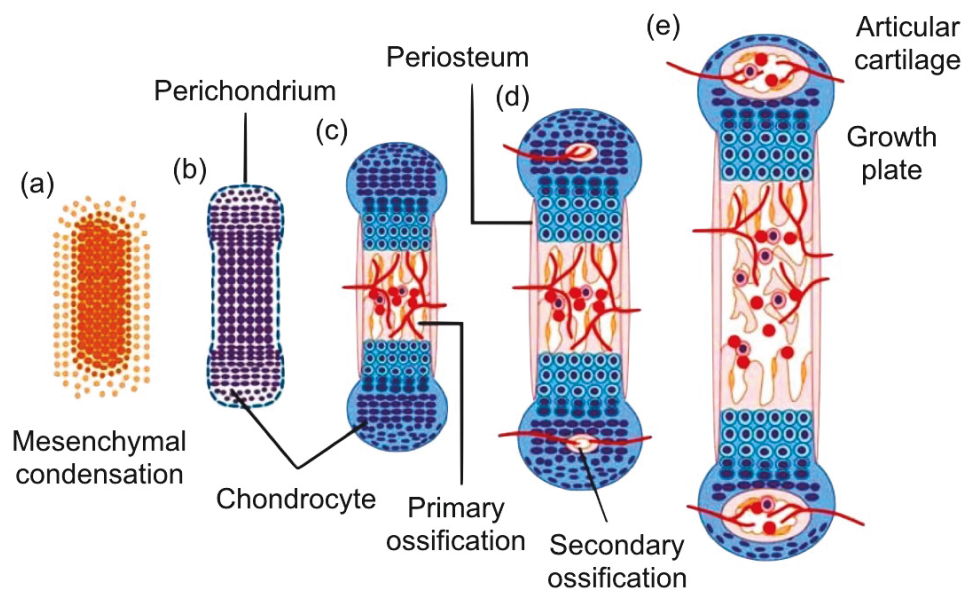 (a)
Mesenchymal
condensation
(b)
Perichondrium
Chondrocyte
(c)
Primary
ossification
Periosteum
(d)
Secondary
ossification
(e)
Articular
cartilage
Growth
plate